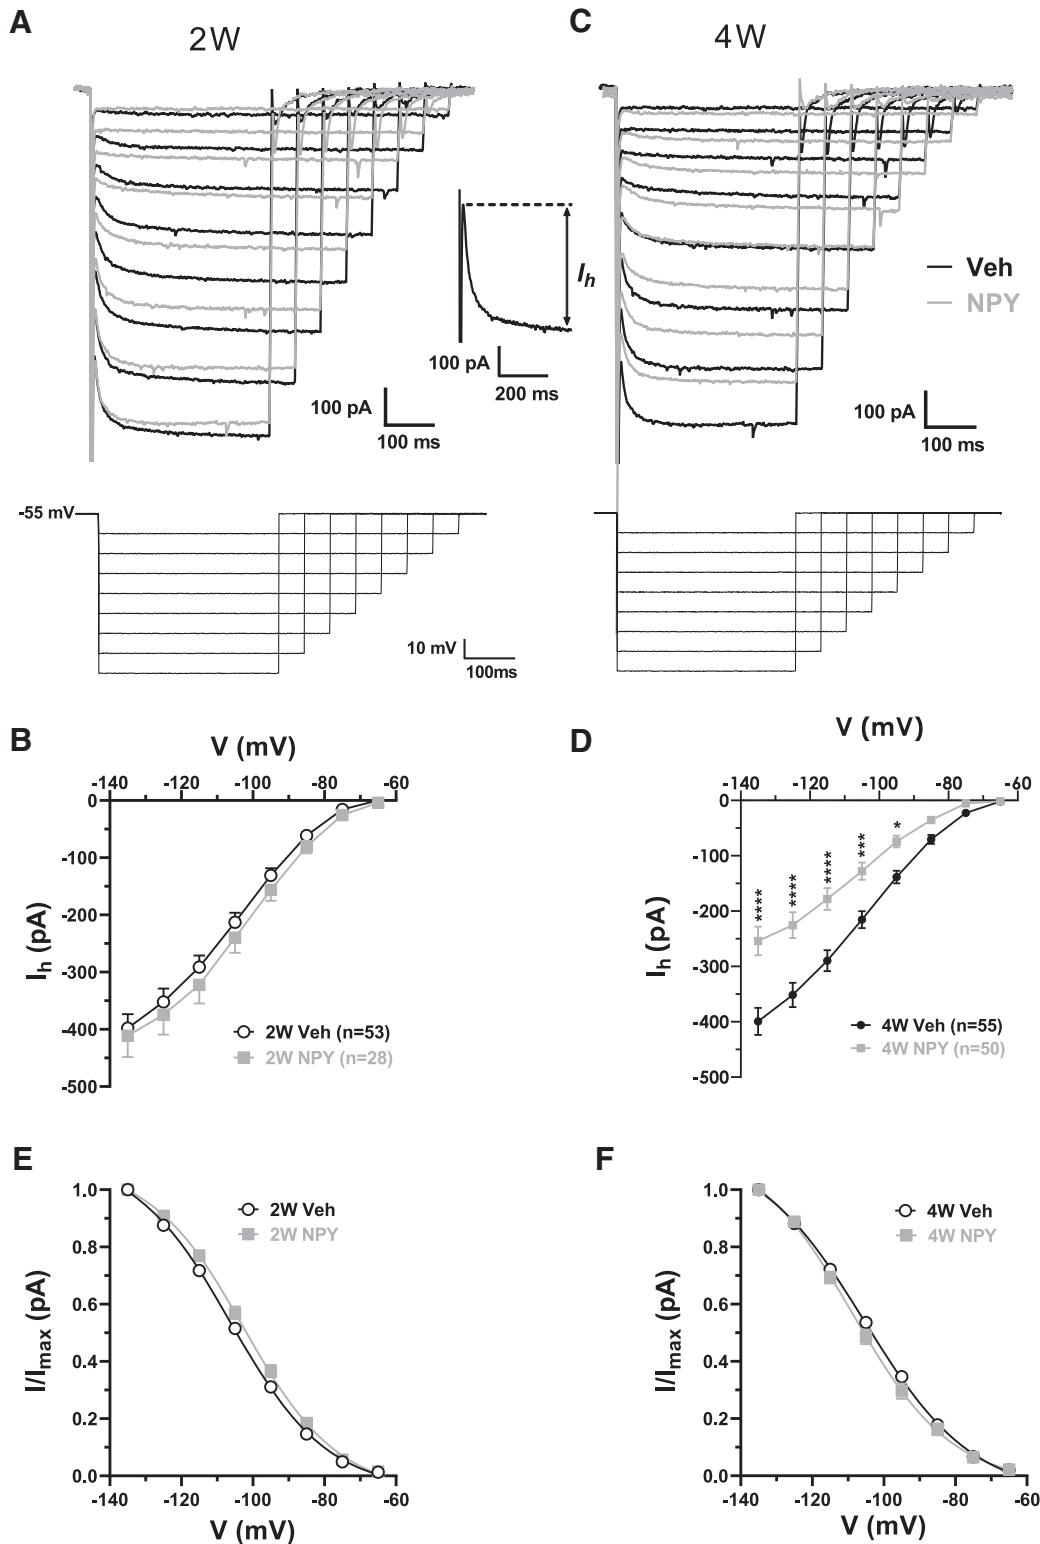 A
2W
C
4W
Ih
100 pA
200 ms
Veh
NPY
100 pA
100 ms
100 pA
100 ms
-55 mV
10 mV
100ms
B
V (mV)
-140 -120 -100 -80 -60
0
-100
-200
-300
-400
-500
Ih (pA)
2W Veh (n=53)
2W NPY (n=28)
D
V (mV)
-140 -120 -100 -80 -60
0
-100
-200
-300
-400
-500
Ih (pA)
****
****
****
***
*
4W Veh (n=55)
4W NPY (n=50)
E
1.0
0.8
0.6
0.4
0.2
0.0
I/Imax (pA)
2W Veh
2W NPY
-140 -120 -100 -80 -60
V (mV)
F
1.0
0.8
0.6
0.4
0.2
0.0
I/Imax (pA)
4W Veh
4W NPY
-140 -120 -100 -80 -60
V (mV)